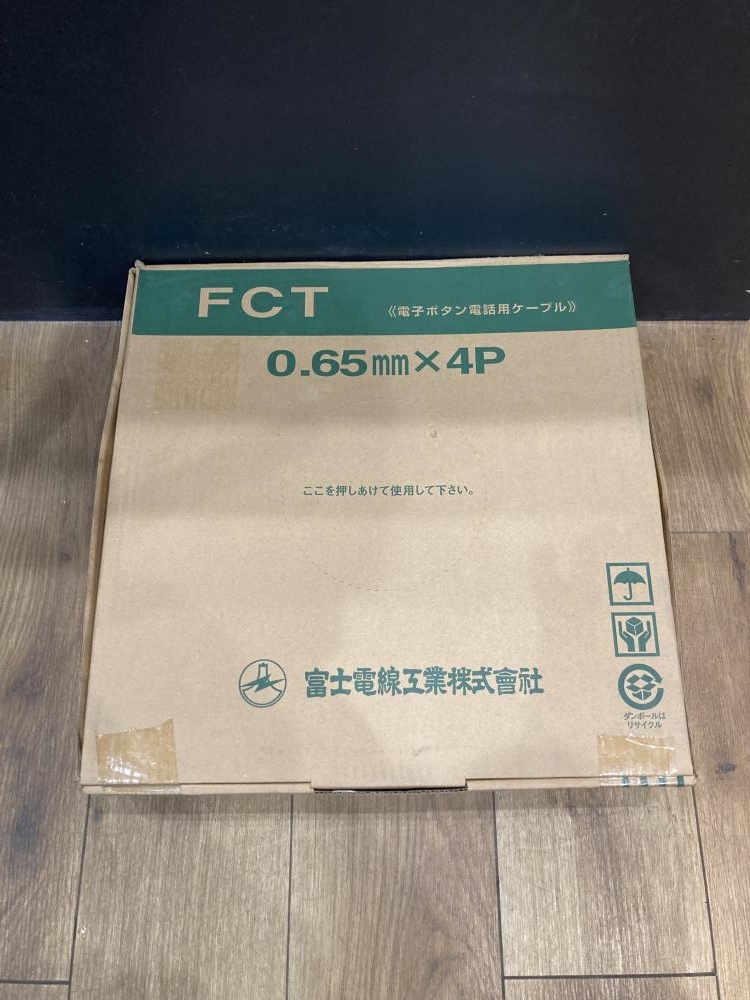 FCT
《電子ボタン電話用ケーブル》
0.65mm×4P
ここを押しあけて使用して下さい。
富士電線工業株式會社
ダンボールは
リサイクル